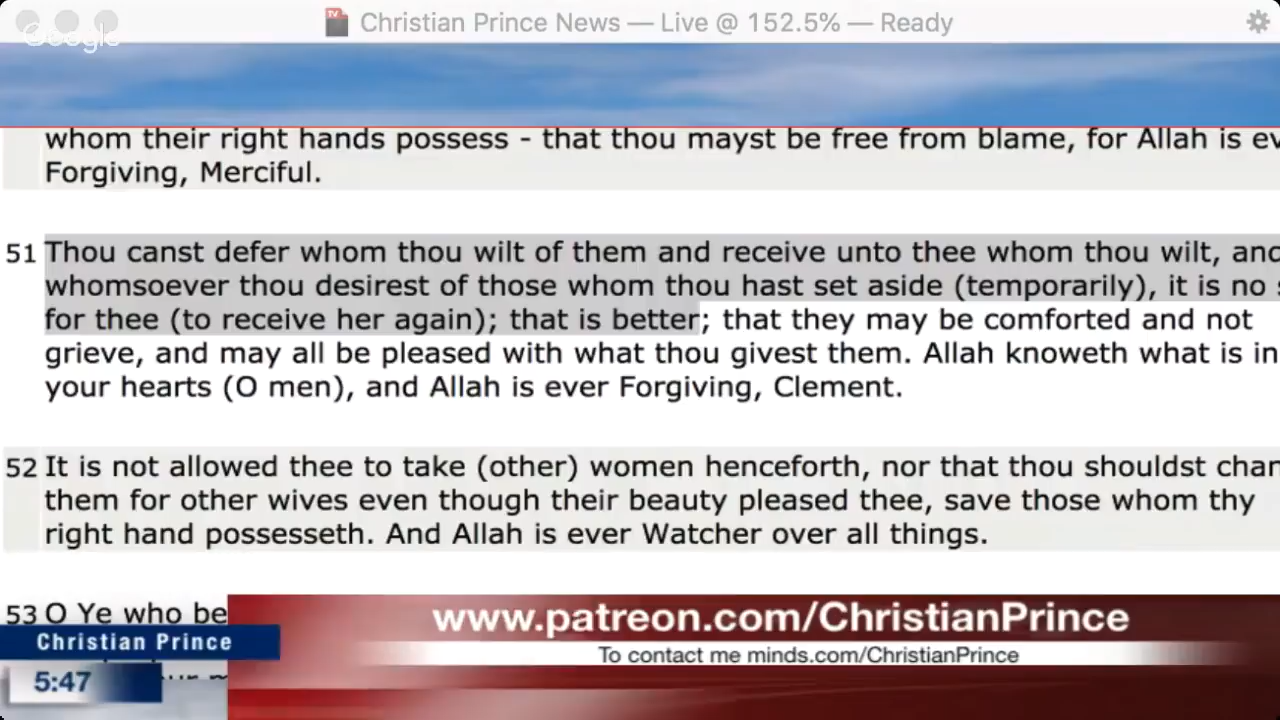 Christian Prince News — Live @ 152.5% — Ready
Google
whom their right hands possess - that thou mayst be free from blame, for Allah is
Forgiving, Merciful.
51 Thou canst defer whom thou wilt of them and receive unto thee whom thou wilt, and
whomsoever thou desirest of those whom thou hast set aside (temporarily), it is no
for thee (to receive her again); that is better; that they may be comforted and not
grieve, and may all be pleased with what thou givest them. Allah knoweth what is in
your hearts (O men), and Allah is ever Forgiving, Clement.
52 It is not allowed thee to take (other) women henceforth, nor that thou shouldst
them for other wives even though their beauty pleased thee, save those whom thy
right hand possesseth. And Allah is ever Watcher over all things.
53 O Ye who
www.patreon.com/ChristianPrince
Christian Prince
To contact me minds.com/ChristianPrince
5:47